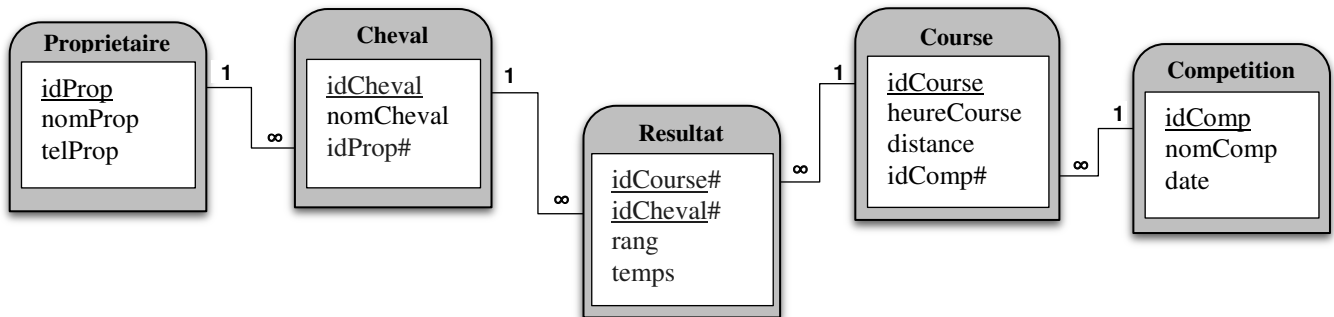 Proprietaire
idProp
nomProp
telProp
1
∞
Cheval
idCheval
nomCheval
idProp#
1
∞
Resultat
idCourse#
idCheval#
rang
temps
∞
1
Course
idCourse
heureCourse
distance
idComp#
∞
1
Competition
idComp
nomComp
date